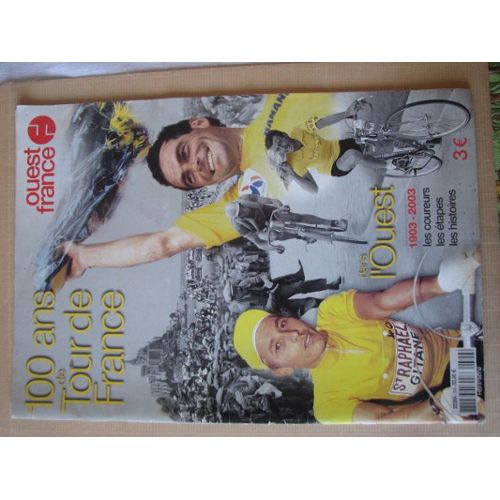 ouest
france
100 ans
du
Tour de
France
dans
l'Ouest
1903 - 2003
les coureurs
les étapes
les histoires
3 €
BANANIA
ST RAPHAEL
GITANE